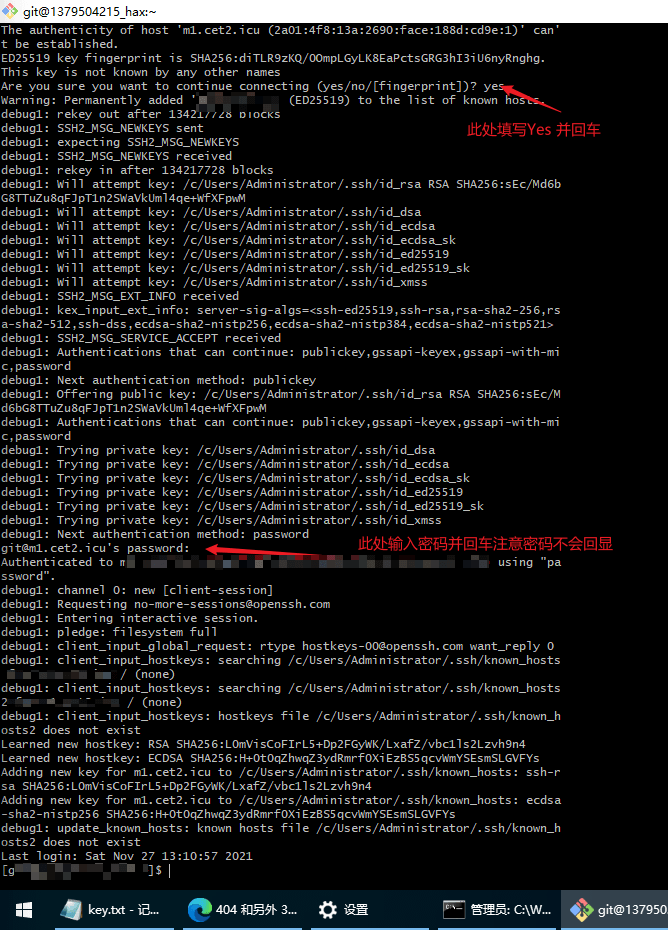 git@1379504215_hax:~
The authenticity of host 'm1.cet2.icu (2a01:4f8:13a:2690:face:188d:cd9e:1)' can'
t be established.
ED25519 key fingerprint is SHA256:diTLR9zKQ/OOmpLGyLK8EaPctsGRG3hI3iU6nyRnghg.
This key is not known by any other names
Are you sure you want to continue connecting (yes/no/[fingerprint])? yes
Warning: Permanently added ' (ED25519) to the list of known hosts.
debug1: rekey out after 134217728 blocks
此处填写Yes 并回车
debug1: SSH2_MSG_NEWKEYS sent
debug1: expecting SSH2_MSG_NEWKEYS
debug1: SSH2_MSG_NEWKEYS received
debug1: rekey in after 134217728 blocks
debug1: Will attempt key: /c/Users/Administrator/.ssh/id_rsa RSA SHA256:sEc/Md6b
G8TTuZu8qFJpT1n2SWaVkUml4qe+WfXFpwM
debug1: Will attempt key: /c/Users/Administrator/.ssh/id_dsa
debug1: Will attempt key: /c/Users/Administrator/.ssh/id_ecdsa
debug1: Will attempt key: /c/Users/Administrator/.ssh/id_ecdsa_sk
debug1: Will attempt key: /c/Users/Administrator/.ssh/id_ed25519
debug1: Will attempt key: /c/Users/Administrator/.ssh/id_ed25519_sk
debug1: Will attempt key: /c/Users/Administrator/.ssh/id_xmss
debug1: SSH2_MSG_EXT_INFO received
debug1: kex_input_ext_info: server-sig-algs=<ssh-ed25519,ssh-rsa,rsa-sha2-256,rs
a-sha2-512,ssh-dss,ecdsa-sha2-nistp256,ecdsa-sha2-nistp384,ecdsa-sha2-nistp521>
debug1: SSH2_MSG_SERVICE_ACCEPT received
debug1: Authentications that can continue: publickey,gssapi-keyex,gssapi-with-mi
c,password
debug1: Next authentication method: publickey
debug1: Offering public key: /c/Users/Administrator/.ssh/id_rsa RSA SHA256:sEc/M
d6bG8TTuZu8qFJpT1n2SWaVkUml4qe+WfXFpwM
debug1: Authentications that can continue: publickey,gssapi-keyex,gssapi-with-mi
c,password
debug1: Trying private key: /c/Users/Administrator/.ssh/id_dsa
debug1: Trying private key: /c/Users/Administrator/.ssh/id_ecdsa
debug1: Trying private key: /c/Users/Administrator/.ssh/id_ecdsa_sk
debug1: Trying private key: /c/Users/Administrator/.ssh/id_ed25519
debug1: Trying private key: /c/Users/Administrator/.ssh/id_ed25519_sk
debug1: Trying private key: /c/Users/Administrator/.ssh/id_xmss
debug1: Next authentication method: password
git@m1.cet2.icu's password:
此处输入密码并回车注意密码不会回显
Authenticated to m using "pa
ssword".
debug1: channel 0: new [client-session]
debug1: Requesting no-more-sessions@openssh.com
debug1: Entering interactive session.
debug1: pledge: filesystem full
debug1: client_input_global_request: rtype hostkeys-00@openssh.com want_reply 0
debug1: client_input_hostkeys: searching /c/Users/Administrator/.ssh/known_hosts
/ (none)
debug1: client_input_hostkeys: searching /c/Users/Administrator/.ssh/known_hosts
2 / (none)
debug1: client_input_hostkeys: hostkeys file /c/Users/Administrator/.ssh/known_h
osts2 does not exist
Learned new hostkey: RSA SHA256:LOmVisCoFIrL5+Dp2FGyWK/LxafZ/vbc1ls2Lzvh9n4
Learned new hostkey: ECDSA SHA256:H+OtOqZhwqZ3ydRmrfOXiEzBS5qcvWmYSEsmSLGVFYs
Adding new key for m1.cet2.icu to /c/Users/Administrator/.ssh/known_hosts: ssh-r
sa SHA256:LOmVisCoFIrL5+Dp2FGyWK/LxafZ/vbc1ls2Lzvh9n4
Adding new key for m1.cet2.icu to /c/Users/Administrator/.ssh/known_hosts: ecdsa
-sha2-nistp256 SHA256:H+OtOqZhwqZ3ydRmrfOXiEzBS5qcvWmYSEsmSLGVFYs
debug1: update_known_hosts: known hosts file /c/Users/Administrator/.ssh/known_h
osts2 does not exist
Last login: Sat Nov 27 13:10:57 2021
[g ]$
key.txt - 记...
404 和另外 3...
设置
管理员: C:\W...
git@137950